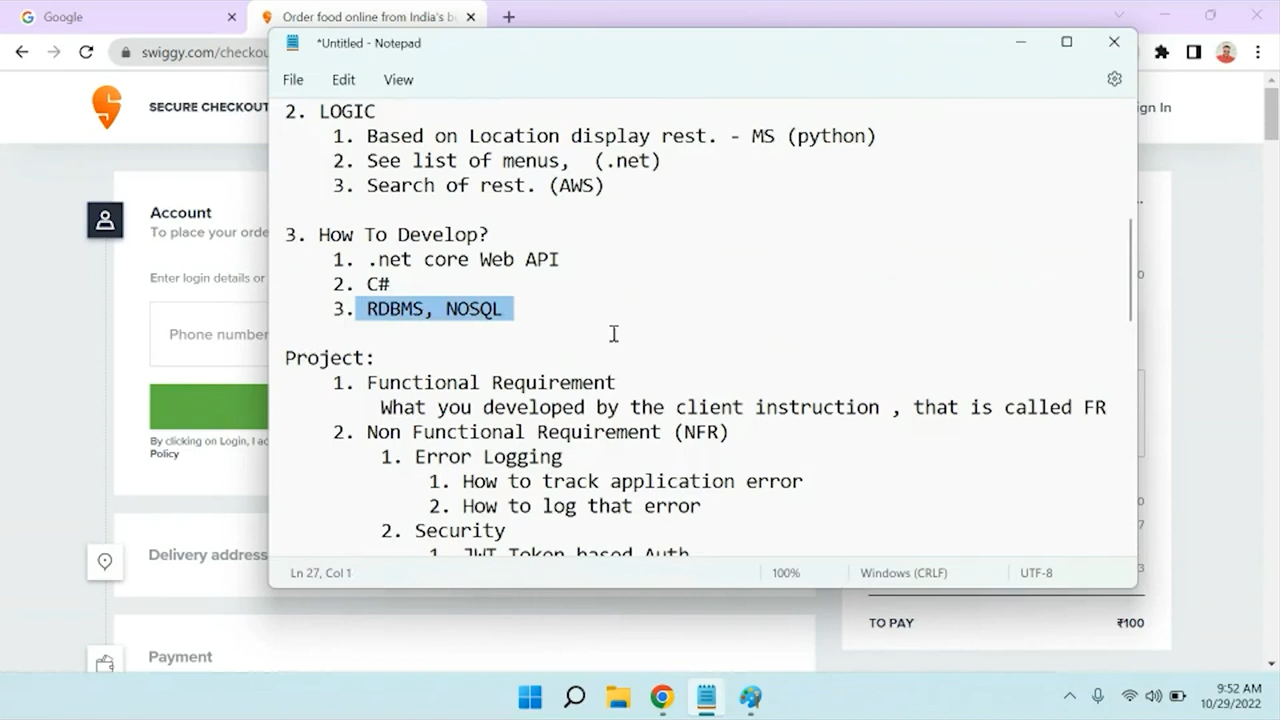 Google
Order food online from India's b
swiggy.com/checkou
*Untitled - Notepad
File Edit View
SECURE CHECKOUT
gn In
2. LOGIC
1. Based on Location display rest. - MS (python)
2. See list of menus, (.net)
3. Search of rest. (AWS)
3. How To Develop?
1. .net core Web API
2. C#
3. RDBMS, NOSQL
Project:
1. Functional Requirement
What you developed by the client instruction , that is called FR
2. Non Functional Requirement (NFR)
1. Error Logging
1. How to track application error
2. How to log that error
2. Security
1. JWT Token based Auth
Ln 27, Col 1
100%
Windows (CRLF)
UTF-8
Account
To place your orde
Enter login details or
Phone number
By clicking on Login, I ac
Policy
Delivery address
Payment
TO PAY ₹100
9:52 AM
10/29/2022